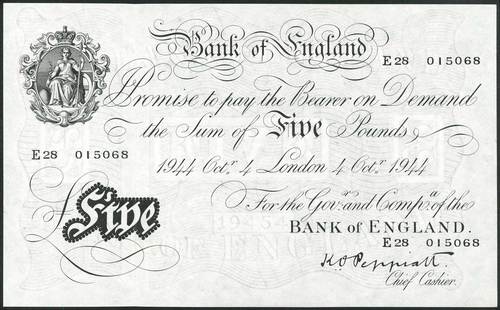 Bank of England
E28 015068
I Promise to pay the Bearer on Demand
the Sum of Five Pounds
E28 015068
1944 Octr. 4 London 4 Octr. 1944
For the Govr. and Compa. of the
BANK OF ENGLAND.
£Five
E28 015068
K O Peppiatt
Chief Cashier.